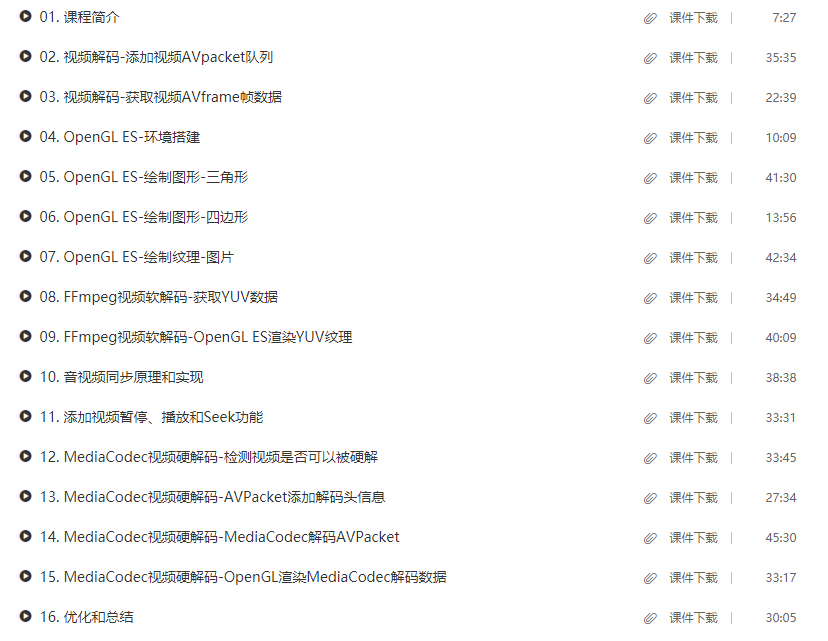 01. 课程简介 课件下载 | 7:27
02. 视频解码-添加视频AVpacket队列 课件下载 | 35:35
03. 视频解码-获取视频AVframe帧数据 课件下载 | 22:39
04. OpenGL ES-环境搭建 课件下载 | 10:09
05. OpenGL ES-绘制图形-三角形 课件下载 | 41:30
06. OpenGL ES-绘制图形-四边形 课件下载 | 13:56
07. OpenGL ES-绘制纹理-图片 课件下载 | 42:34
08. FFmpeg视频软解码-获取YUV数据 课件下载 | 34:49
09. FFmpeg视频软解码-OpenGL ES渲染YUV纹理 课件下载 | 40:09
10. 音视频同步原理和实现 课件下载 | 38:38
11. 添加视频暂停、播放和Seek功能 课件下载 | 33:31
12. MediaCodec视频硬解码-检测视频是否可以被硬解 课件下载 | 33:45
13. MediaCodec视频硬解码-AVPacket添加解码头信息 课件下载 | 27:34
14. MediaCodec视频硬解码-MediaCodec解码AVPacket 课件下载 | 45:30
15. MediaCodec视频硬解码-OpenGL渲染MediaCodec解码数据 课件下载 | 33:17
16. 优化和总结 课件下载 | 30:05